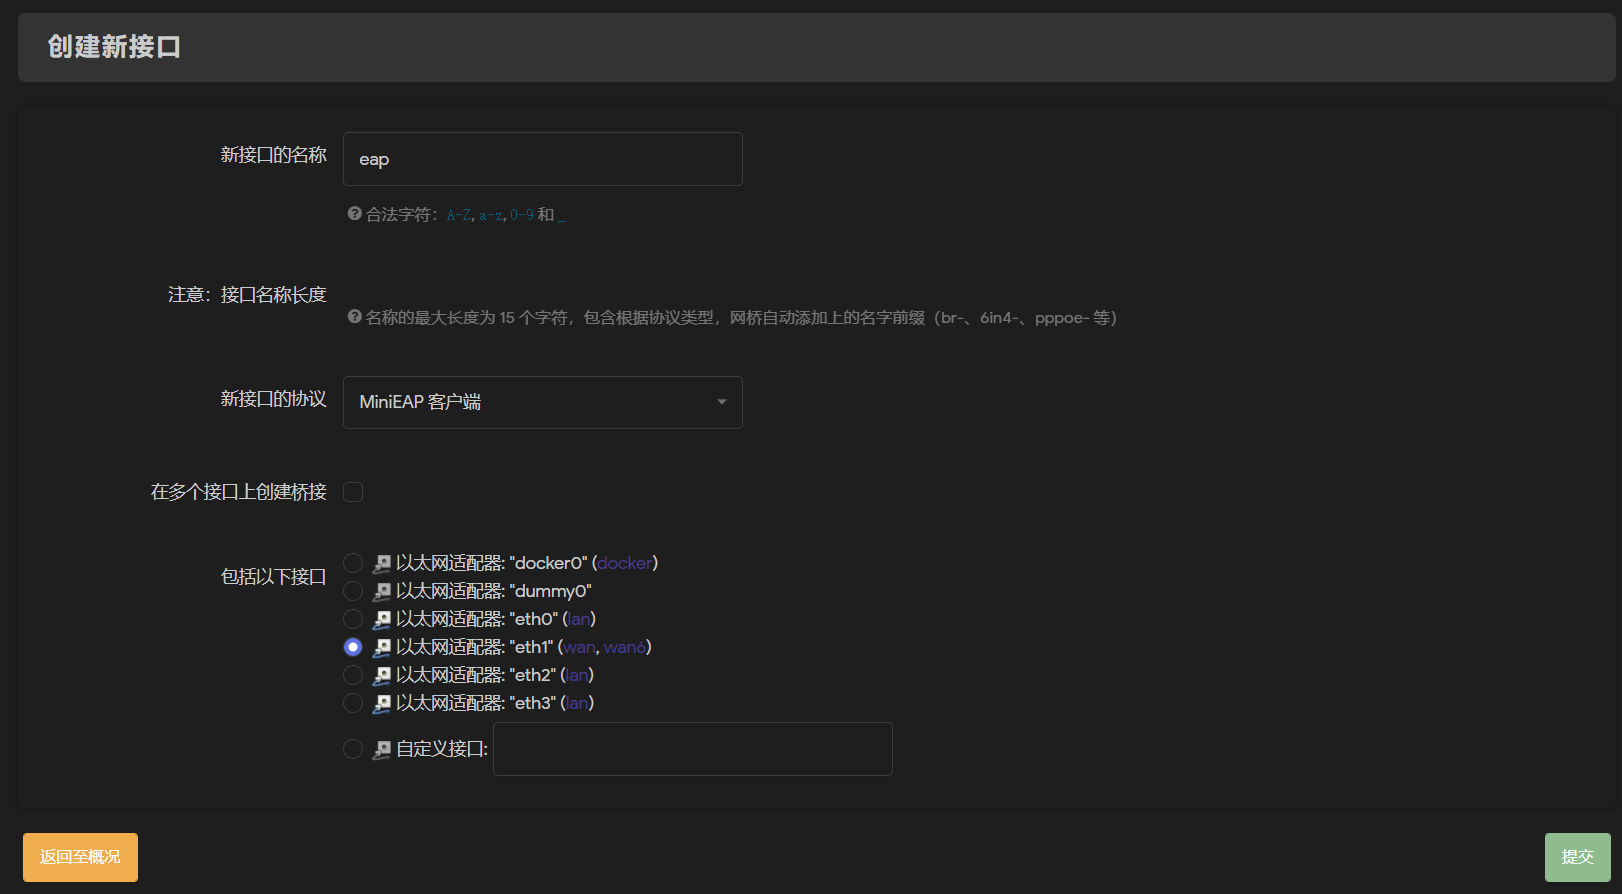 创建新接口
新接口的名称
eap
合法字符：A-Z, a-z, 0-9 和 _
注意：接口名称长度
名称的最大长度为 15 个字符，包含根据协议类型，网桥自动添加上的名字前缀（br-、6in4-、pppoe- 等）
新接口的协议
MiniEAP 客户端
在多个接口上创建桥接
包括以下接口
以太网适配器: "docker0" (docker)
以太网适配器: "dummy0"
以太网适配器: "eth0" (lan)
以太网适配器: "eth1" (wan, wan6)
以太网适配器: "eth2" (lan)
以太网适配器: "eth3" (lan)
自定义接口:
返回至概况
提交